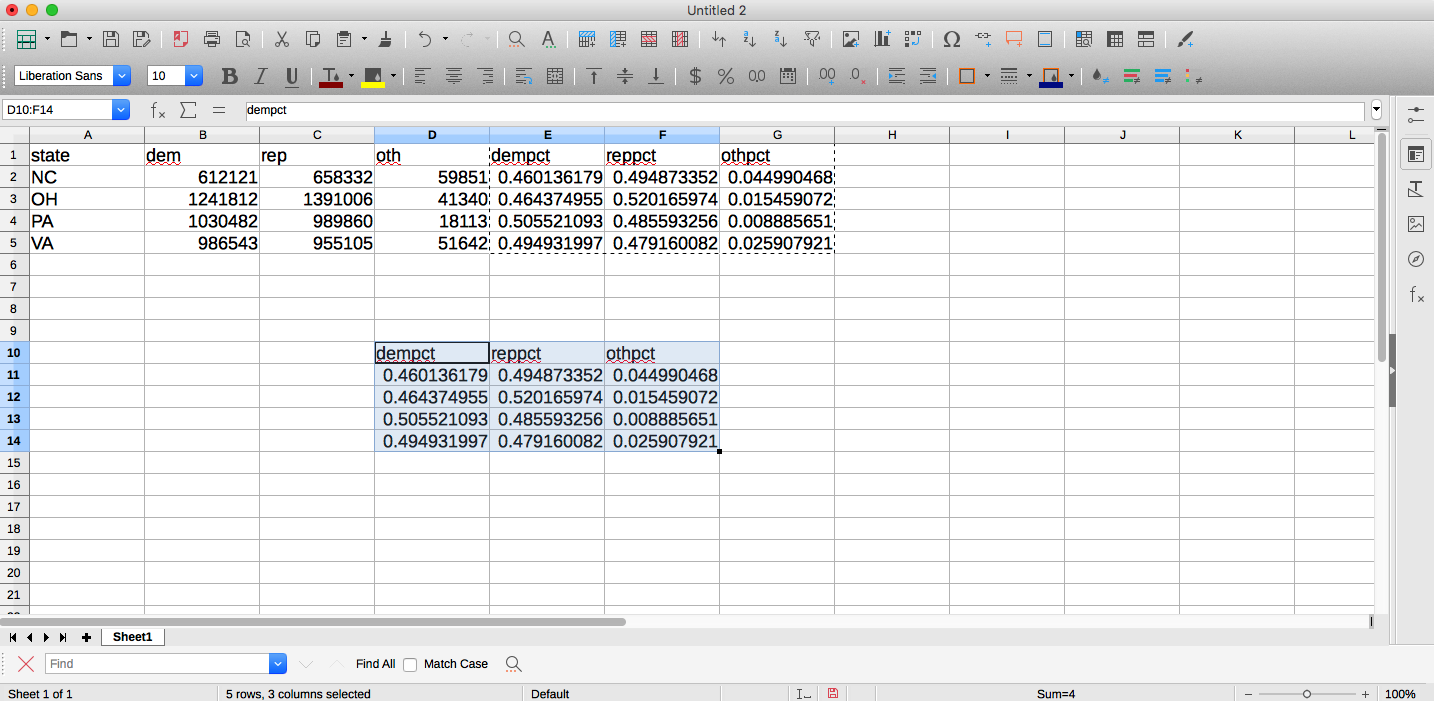 Untitled 2
Liberation Sans 10
D10:F14 dempct
A B C D E F G H I J K L
1 state dem rep oth dempct reppct othpct
2 NC 612121 658332 59851 0.460136179 0.494873352 0.044990468
3 OH 1241812 1391006 41340 0.464374955 0.520165974 0.015459072
4 PA 1030482 989860 18113 0.505521093 0.485593256 0.008885651
5 VA 986543 955105 51642 0.494931997 0.479160082 0.025907921
6
7
8
9
10 dempct reppct othpct
11 0.460136179 0.494873352 0.044990468
12 0.464374955 0.520165974 0.015459072
13 0.505521093 0.485593256 0.008885651
14 0.494931997 0.479160082 0.025907921
15
16
17
18
19
20
21
Sheet1
Find Find All Match Case
Sheet 1 of 1 5 rows, 3 columns selected Default Sum=4 100%